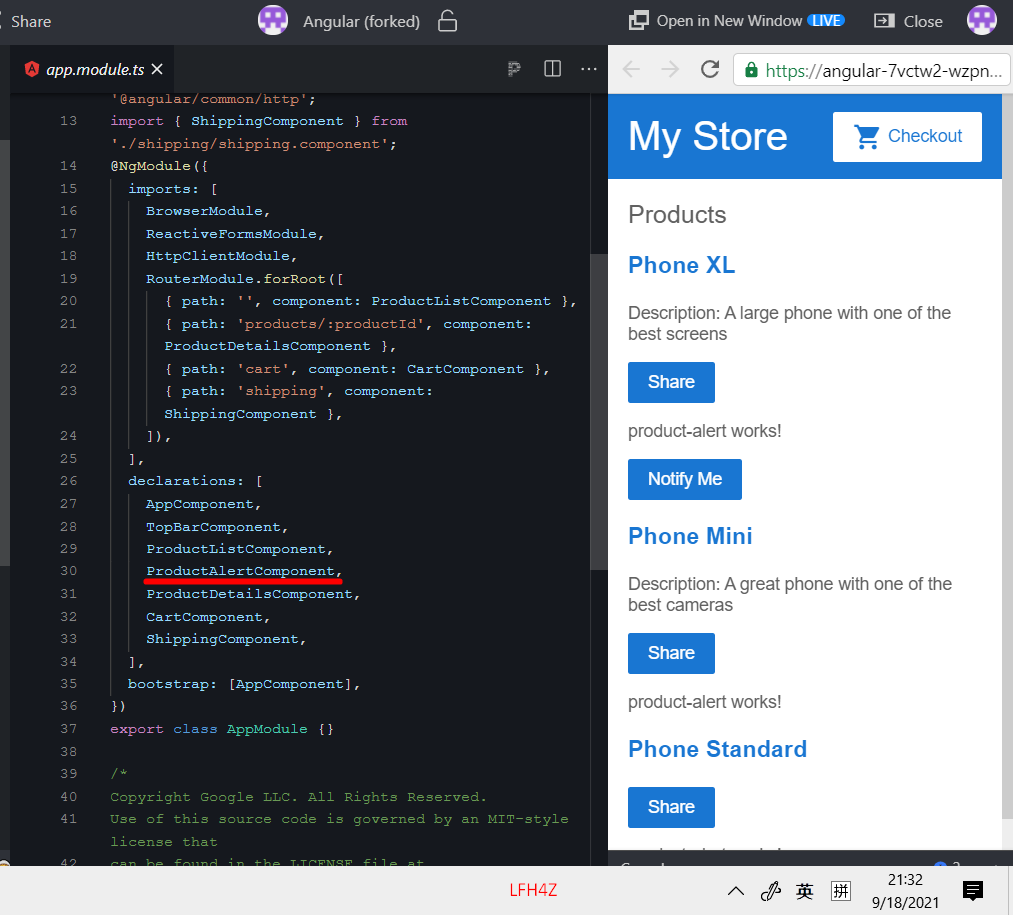 Share
Angular (forked)
Open in New Window LIVE
Close
app.module.ts
https://angular-7vctw2-wzpn...
'@angular/common/http';
13 import { ShippingComponent } from
'./shipping/shipping.component';
14 @NgModule({
15 imports: [
16 BrowserModule,
17 ReactiveFormsModule,
18 HttpClientModule,
19 RouterModule.forRoot([
20 { path: '', component: ProductListComponent },
21 { path: 'products/:productId', component:
ProductDetailsComponent },
22 { path: 'cart', component: CartComponent },
23 { path: 'shipping', component:
ShippingComponent },
24 ]),
25 ],
26 declarations: [
27 AppComponent,
28 TopBarComponent,
29 ProductListComponent,
30 ProductAlertComponent,
31 ProductDetailsComponent,
32 CartComponent,
33 ShippingComponent,
34 ],
35 bootstrap: [AppComponent],
36 })
37 export class AppModule {}
38
39 /*
40 Copyright Google LLC. All Rights Reserved.
41 Use of this source code is governed by an MIT-style
license that
42 can be found in the LICENSE file at
My Store
Checkout
Products
Phone XL
Description: A large phone with one of the
best screens
Share
product-alert works!
Notify Me
Phone Mini
Description: A great phone with one of the
best cameras
Share
product-alert works!
Phone Standard
Share
LFH4Z
英
拼
21:32
9/18/2021